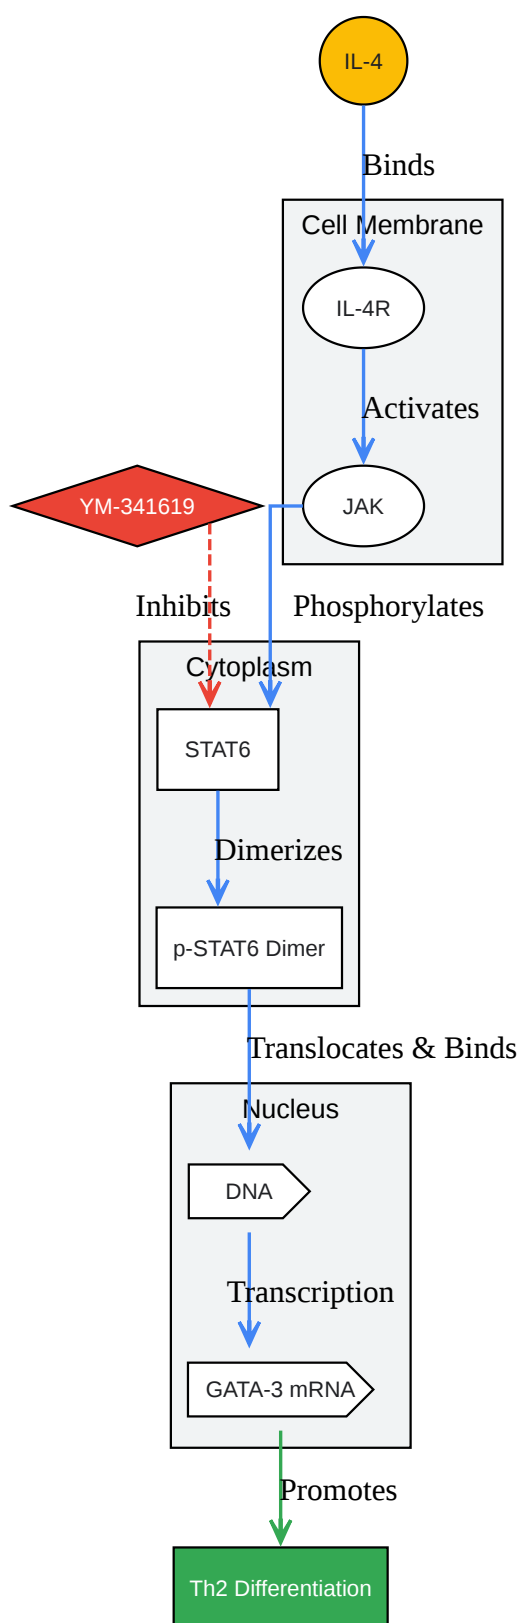 IL-4
Binds
Cell Membrane
IL-4R
Activates
JAK
YM-341619
Inhibits
Phosphorylates
Cytoplasm
STAT6
Dimerizes
p-STAT6 Dimer
Translocates & Binds
Nucleus
DNA
Transcription
GATA-3 mRNA
Promotes
Th2 Differentiation